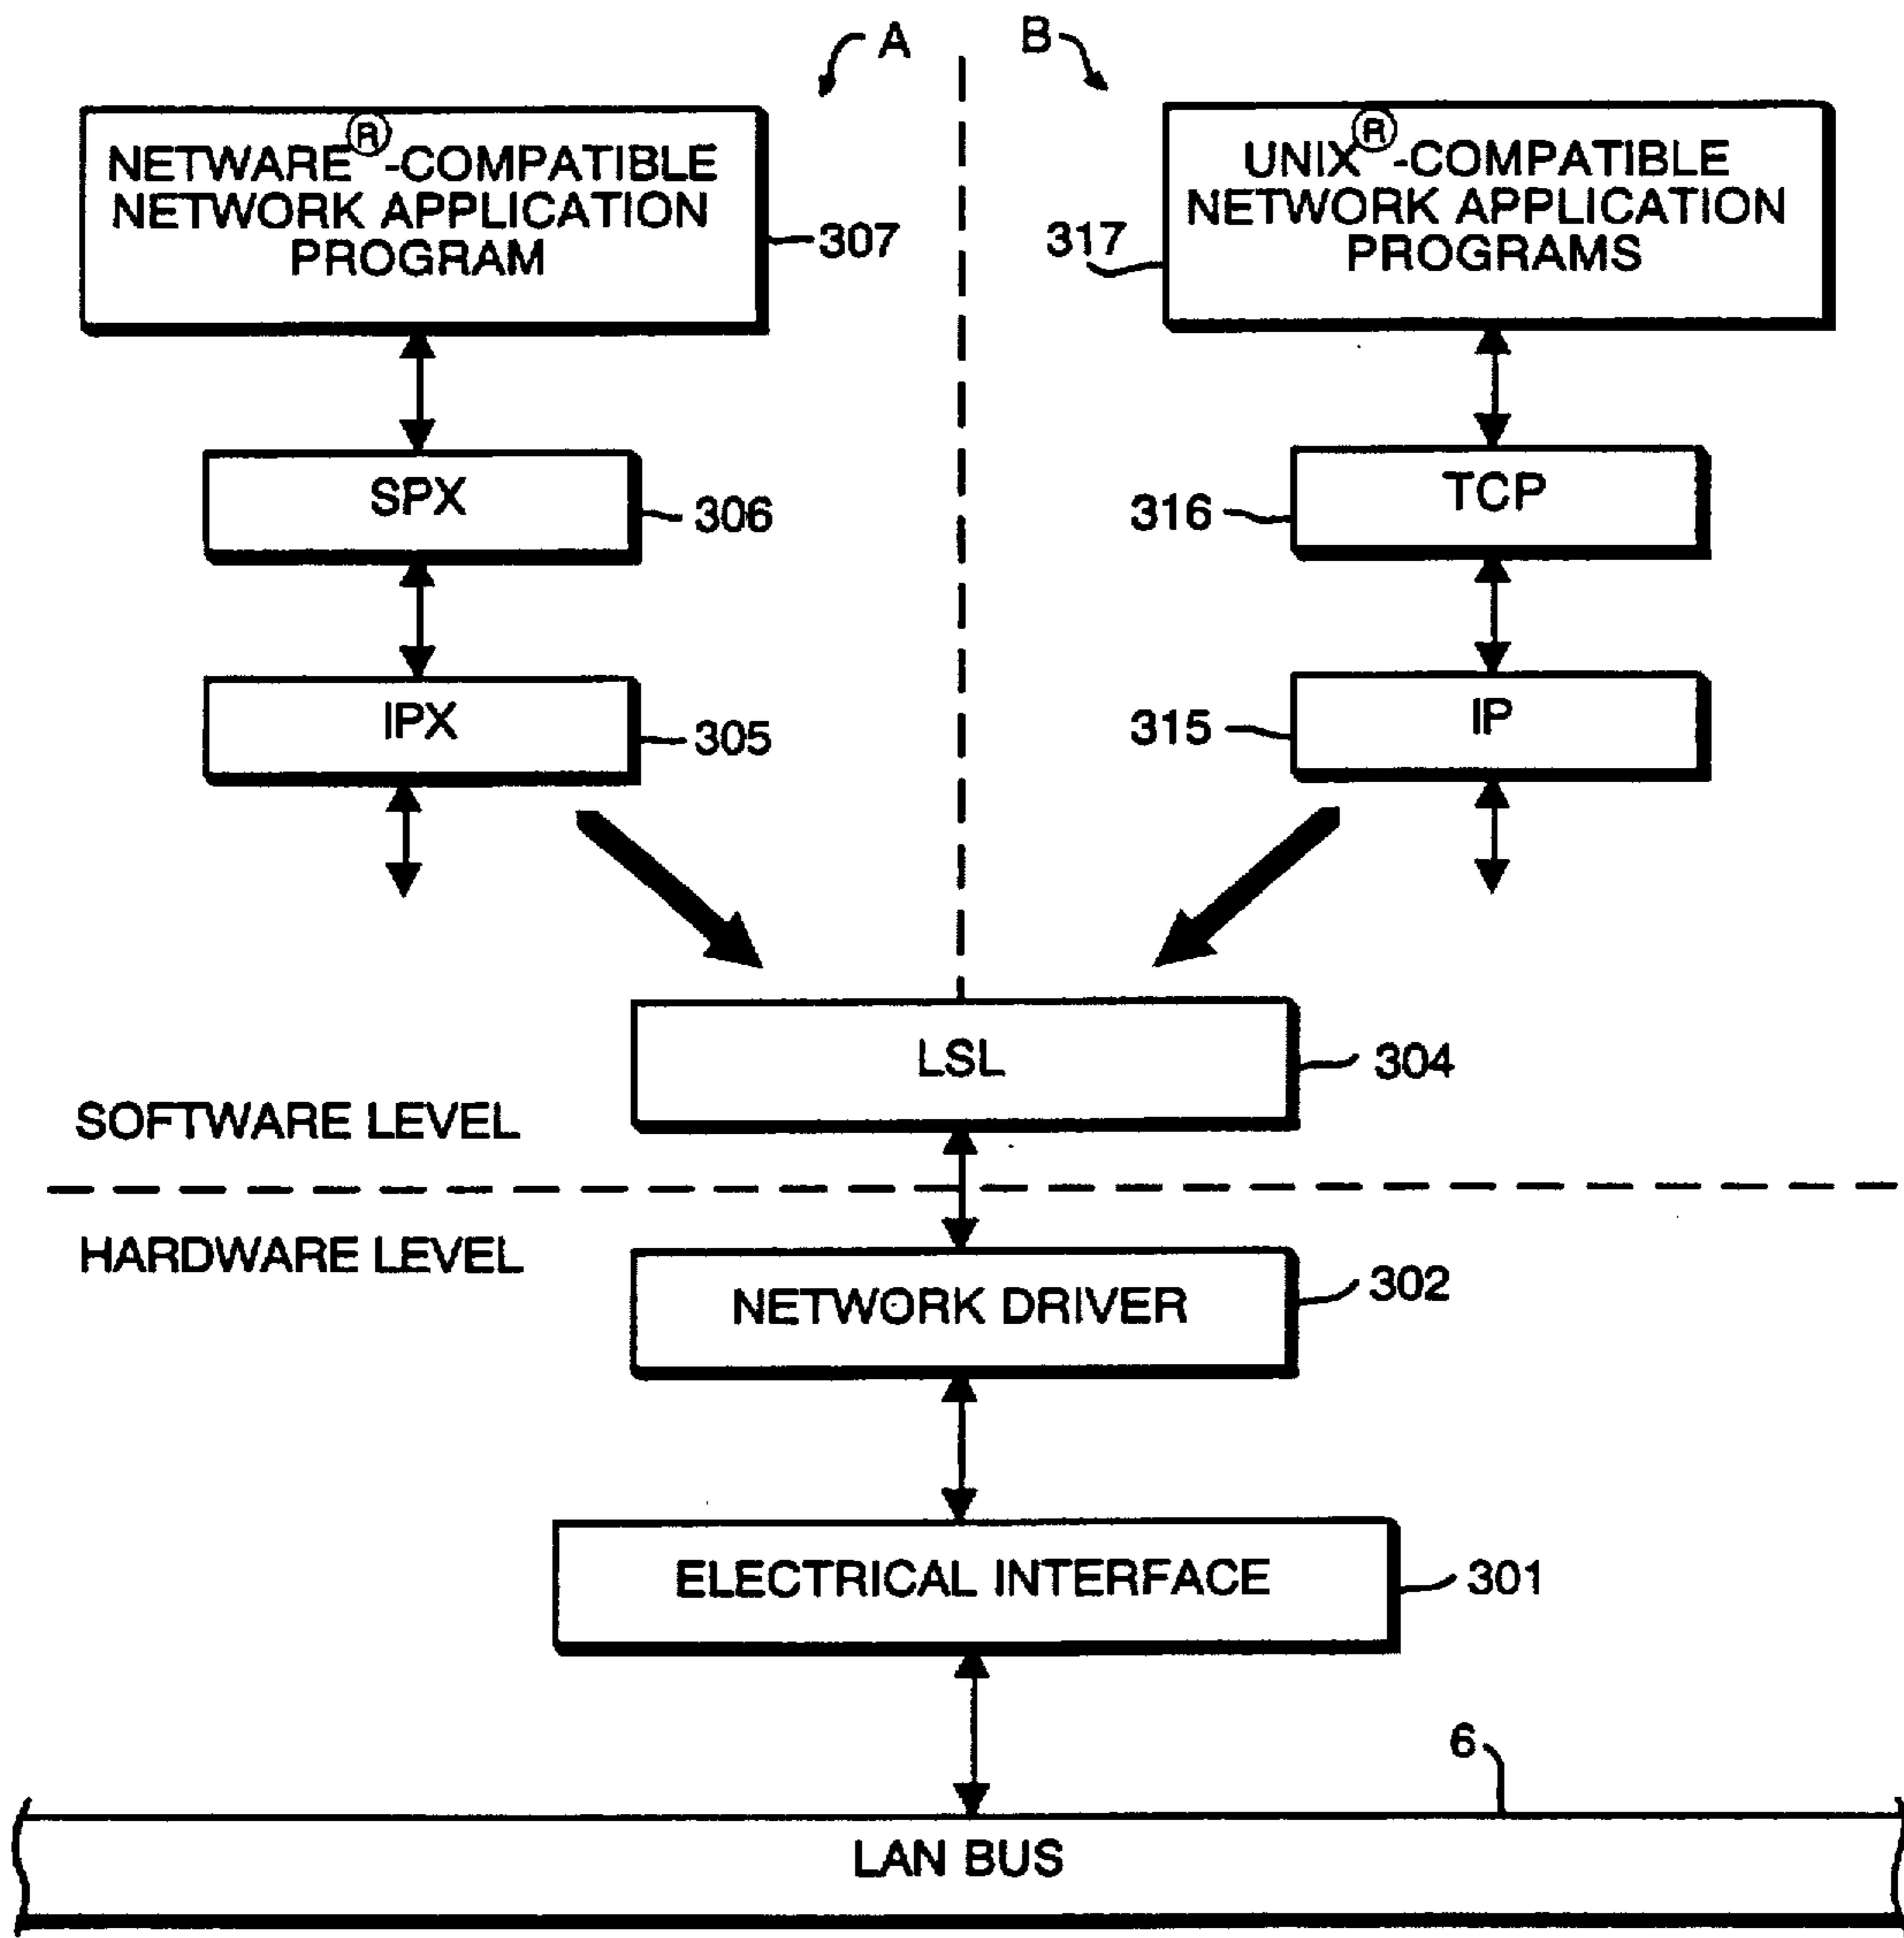 A
B
NETWARE®-COMPATIBLE
NETWORK APPLICATION
PROGRAM
307
317
UNIX®-COMPATIBLE
NETWORK APPLICATION
PROGRAMS
SPX
306
316
TCP
IPX
305
315
IP
LSL
304
SOFTWARE LEVEL
HARDWARE LEVEL
NETWORK DRIVER
302
ELECTRICAL INTERFACE
301
6
LAN BUS